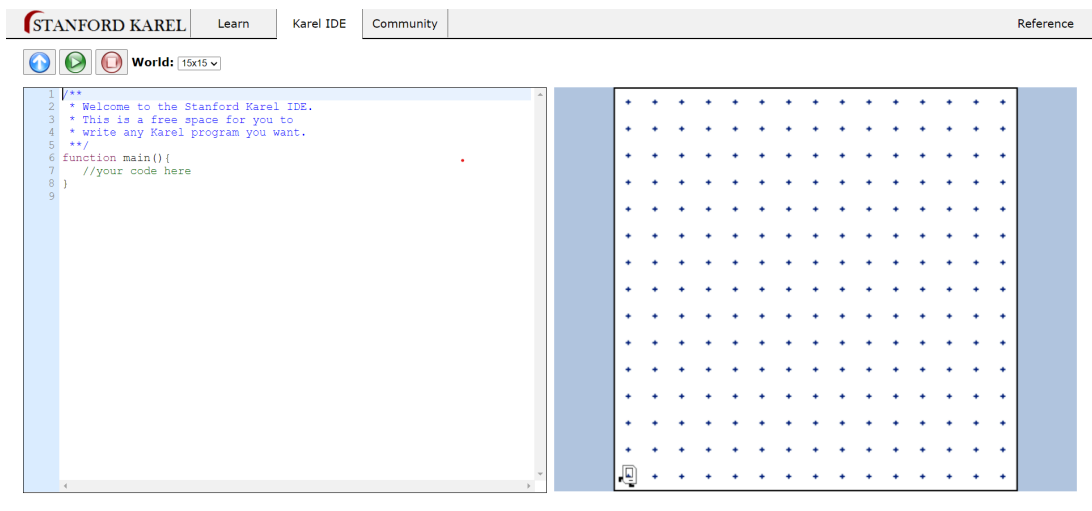 STANFORD KAREL Learn Karel IDE Community Reference
World: 15x15
1 /**
2 * Welcome to the Stanford Karel IDE.
3 * This is a free space for you to
4 * write any Karel program you want.
5 **/
6 function main(){
7 //your code here
8 }
9